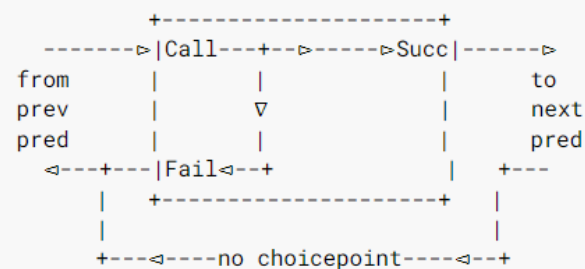 +---------------------+
  -------▹|Call---+--▹-----▹Succ|------▹
from      |       |             |     to
prev      |       ▿             |     next
pred      |       |             |     pred
  ◃---+---|Fail◃--+             |   +---
      |   +---------------------+   |
      |                             |
      +---◃----no choicepoint----◃--+